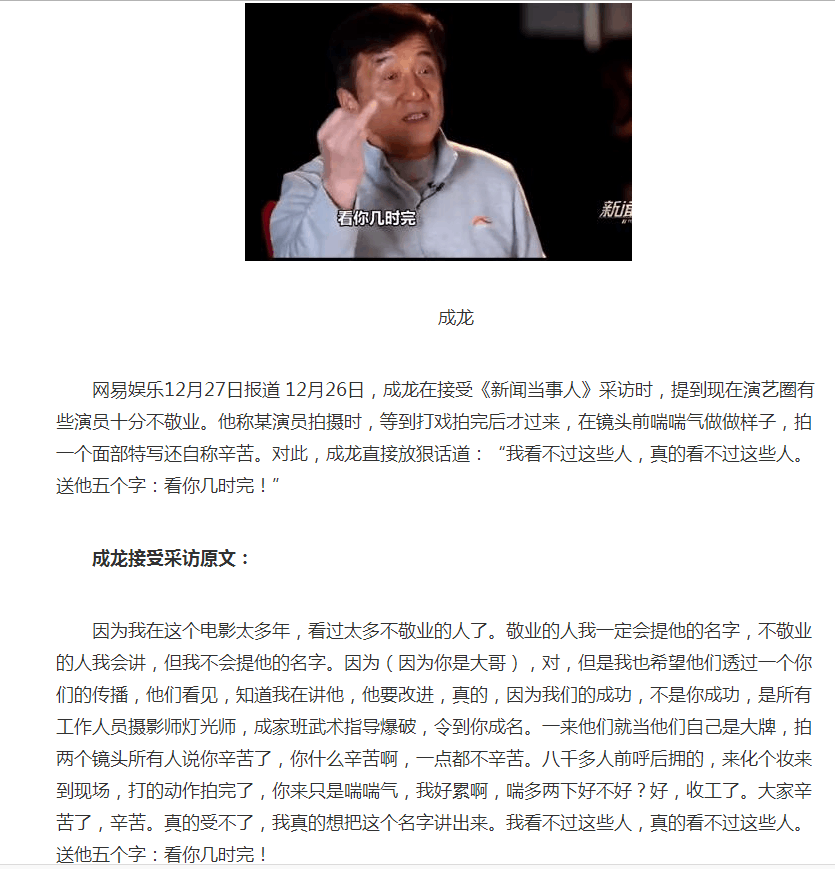 看你几时完
新闻
成龙
网易娱乐12月27日报道 12月26日，成龙在接受《新闻当事人》采访时，提到现在演艺圈有
些演员十分不敬业。他称某演员拍摄时，等到打戏拍完后才过来，在镜头前喘喘气做做样子，拍
一个面部特写还自称辛苦。对此，成龙直接放狠话道：“我看不过这些人，真的看不过这些人。
送他五个字：看你几时完！”
成龙接受采访原文：
因为我在这个电影太多年，看过太多不敬业的人了。敬业的人我一定会提他的名字，不敬业
的人我会讲，但我不会提他的名字。因为（因为你是大哥），对，但是我也希望他们透过一个你
们的传播，他们看见，知道我在讲他，他要改进，真的，因为我们的成功，不是你成功，是所有
工作人员摄影师灯光师，成家班武术指导爆破，令到你成名。一来他们就当他们自己是大牌，拍
两个镜头所有人说你辛苦了，你什么辛苦啊，一点都不辛苦。八千多人前呼后拥的，来化个妆来
到现场，打的动作拍完了，你来只是喘喘气，我好累啊，喘多两下好不好？好，收工了。大家辛
苦了，辛苦。真的受不了，我真的想把这个名字讲出来。我看不过这些人，真的看不过这些人。
送他五个字：看你几时完！